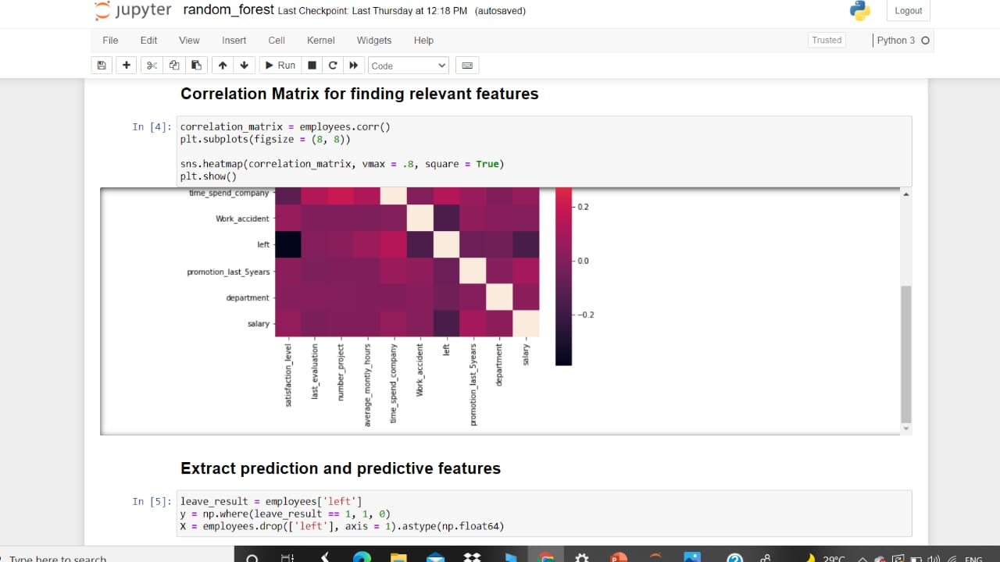 jupyter random_forest Last Checkpoint: Last Thursday at 12:18 PM (autosaved)
Logout
File Edit View Insert Cell Kernel Widgets Help
Trusted Python 3
Run Code
Correlation Matrix for finding relevant features
In [4]: correlation_matrix = employees.corr()
plt.subplots(figsize = (8, 8))
sns.heatmap(correlation_matrix, vmax = .8, square = True)
plt.show()
time_spend_company
Work_accident
left
promotion_last_5years
department
salary
0.2
0.0
−0.2
satisfaction_level
last_evaluation
number_project
average_montly_hours
time_spend_company
Work_accident
left
promotion_last_5years
department
salary
Extract prediction and predictive features
In [5]: leave_result = employees['left']
y = np.where(leave_result == 1, 1, 0)
X = employees.drop(['left'], axis = 1).astype(np.float64)
Type here to search
29°C
ENG